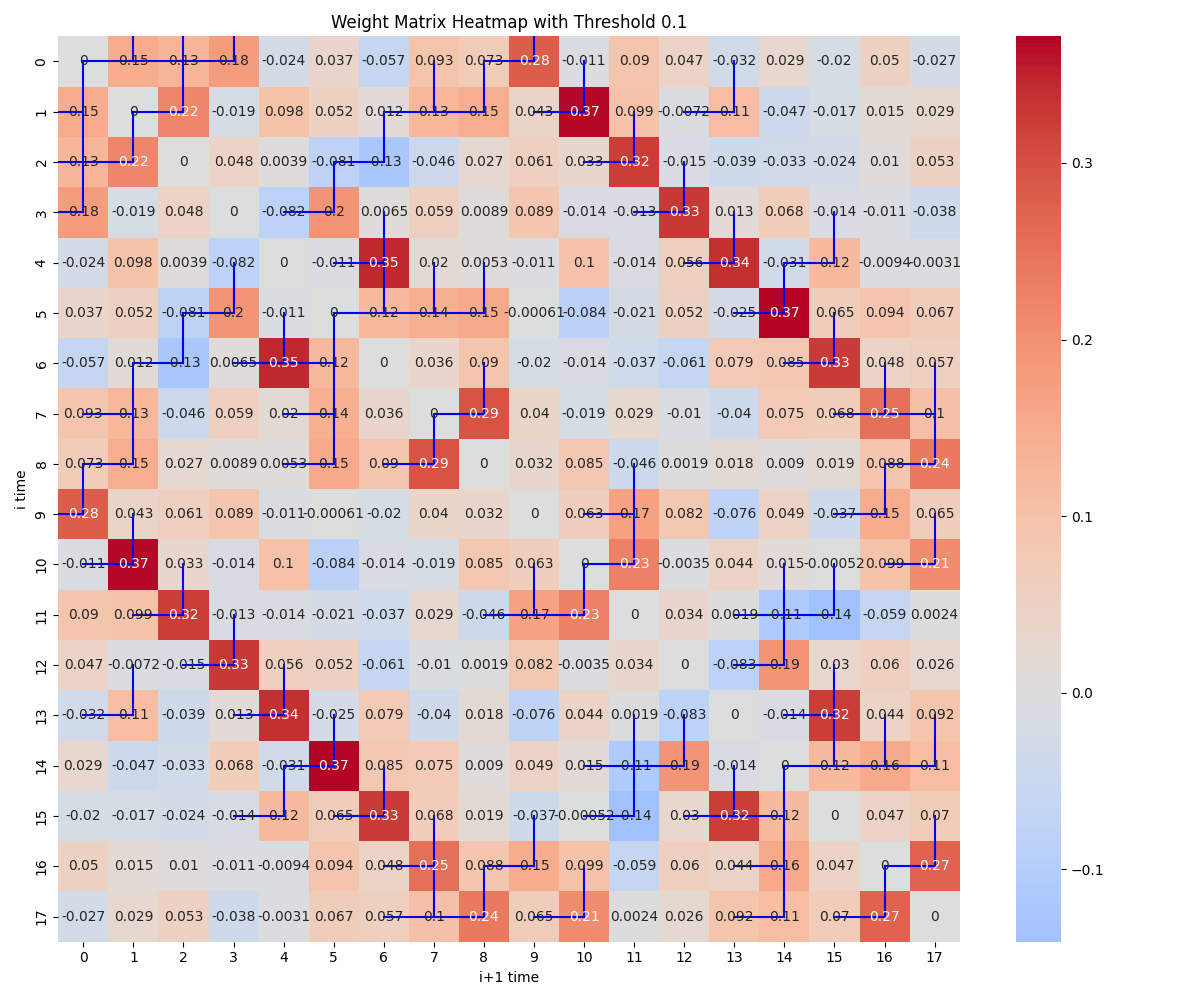 Weight Matrix Heatmap with Threshold 0.1
0 0 0.15 0.13 0.18 -0.024 0.037 -0.057 0.093 0.073 0.28 -0.011 0.09 0.047 -0.032 0.029 -0.02 0.05 -0.027
1 0.15 0 0.22 -0.019 0.098 0.052 0.012 0.13 0.15 0.043 0.37 0.099 -0.0072 0.11 -0.047 -0.017 0.015 0.029
2 0.13 0.22 0 0.048 0.0039 -0.081 -0.13 -0.046 0.027 0.061 0.033 0.32 -0.015 -0.039 -0.033 -0.024 0.01 0.053
3 0.18 -0.019 0.048 0 -0.082 0.2 0.0065 0.059 0.0089 0.089 -0.014 -0.013 0.33 0.013 0.068 -0.014 -0.011 -0.038
4 -0.024 0.098 0.0039 -0.082 0 -0.011 0.35 0.02 0.0053 -0.011 0.1 -0.014 0.056 0.34 -0.031 0.12 -0.0094 -0.0031
5 0.037 0.052 -0.081 0.2 -0.011 0 0.12 0.14 0.15 -0.00061 -0.084 -0.021 0.052 -0.025 0.37 0.065 0.094 0.067
6 -0.057 0.012 -0.13 0.0065 0.35 0.12 0 0.036 0.09 -0.02 -0.014 -0.037 -0.061 0.079 0.085 0.33 0.048 0.057
7 0.093 0.13 -0.046 0.059 0.02 0.14 0.036 0 0.29 0.04 -0.019 0.029 -0.01 -0.04 0.075 0.068 0.25 0.1
8 0.073 0.15 0.027 0.0089 0.0053 0.15 0.09 0.29 0 0.032 0.085 -0.046 0.0019 0.018 0.009 0.019 0.088 0.24
9 0.28 0.043 0.061 0.089 -0.011 -0.00061 -0.02 0.04 0.032 0 0.063 0.17 0.082 -0.076 0.049 -0.037 0.15 0.065
10 -0.011 0.37 0.033 -0.014 0.1 -0.084 -0.014 -0.019 0.085 0.063 0 0.23 -0.0035 0.044 0.015 -0.00052 0.099 0.21
11 0.09 0.099 0.32 -0.013 -0.014 -0.021 -0.037 0.029 -0.046 0.17 0.23 0 0.034 0.0019 -0.11 -0.14 -0.059 0.0024
12 0.047 -0.0072 -0.015 0.33 0.056 0.052 -0.061 -0.01 0.0019 0.082 -0.0035 0.034 0 -0.083 0.19 0.03 0.06 0.026
13 -0.032 0.11 -0.039 0.013 0.34 -0.025 0.079 -0.04 0.018 -0.076 0.044 0.0019 -0.083 0 -0.014 0.32 0.044 0.092
14 0.029 -0.047 -0.033 0.068 -0.031 0.37 0.085 0.075 0.009 0.049 0.015 -0.11 0.19 -0.014 0 0.12 0.16 0.11
15 -0.02 -0.017 -0.024 -0.014 0.12 0.065 0.33 0.068 0.019 -0.037 -0.00052 -0.14 0.03 0.32 0.12 0 0.047 0.07
16 0.05 0.015 0.01 -0.011 -0.0094 0.094 0.048 0.25 0.088 0.15 0.099 -0.059 0.06 0.044 0.16 0.047 0 0.27
17 -0.027 0.029 0.053 -0.038 -0.0031 0.067 0.057 0.1 0.24 0.065 0.21 0.0024 0.026 0.092 0.11 0.07 0.27 0
0 1 2 3 4 5 6 7 8 9 10 11 12 13 14 15 16 17
i+1 time
i time
0.3
0.2
0.1
0.0
−0.1